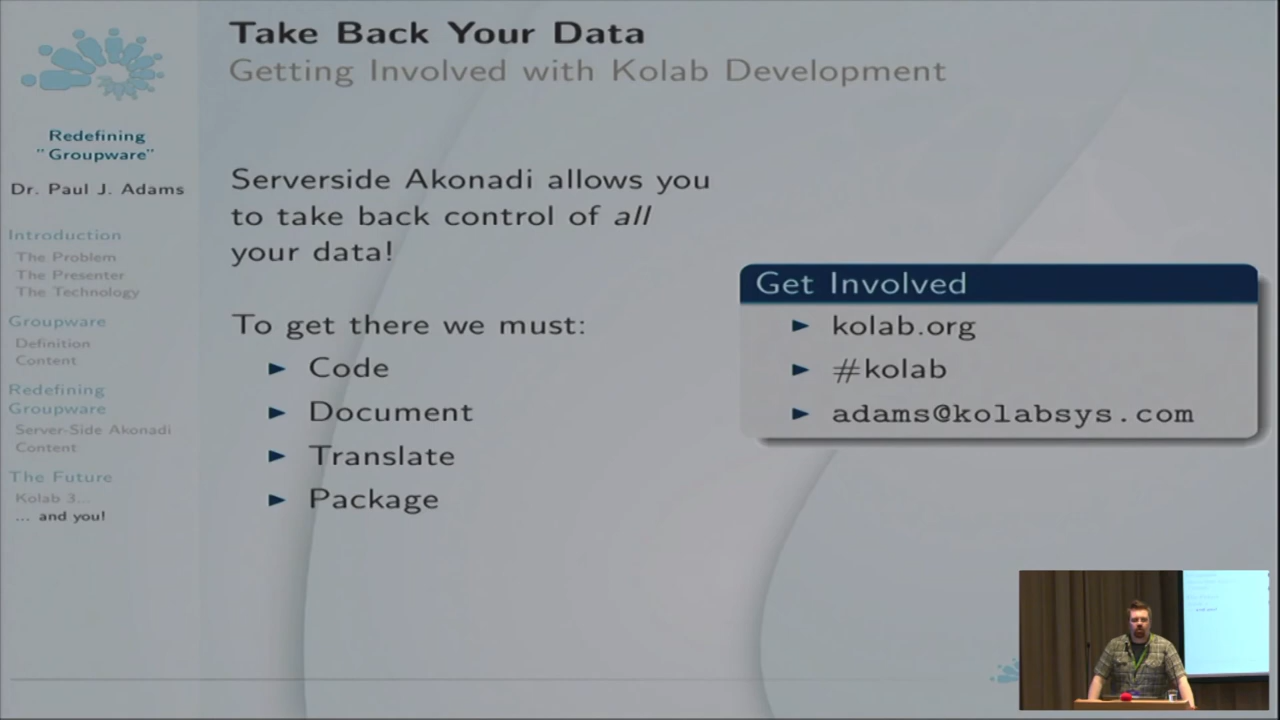 Take Back Your Data
Getting Involved with Kolab Development
Redefining
"Groupware"
Dr. Paul J. Adams
Introduction
The Problem
The Presenter
The Technology
Groupware
Definition
Content
Redefining
Groupware
Server-Side Akonadi
Content
The Future
Kolab 3...
... and you!
Serverside Akonadi allows you
to take back control of all
your data!
To get there we must:
► Code
► Document
► Translate
► Package
Get Involved
► kolab.org
► #kolab
► adams@kolabsys.com